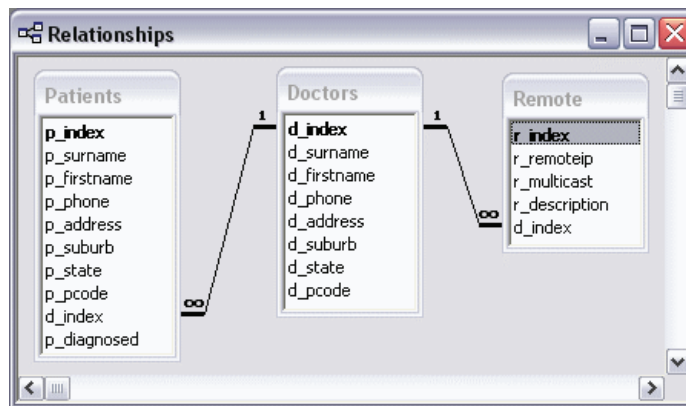 Relationships
Patients
p_index
p_surname
p_firstname
p_phone
p_address
p_suburb
p_state
p_pcode
d_index
p_diagnosed
∞
1
Doctors
d_index
d_surname
d_firstname
d_phone
d_address
d_suburb
d_state
d_pcode
1
∞
Remote
r_index
r_remoteip
r_multicast
r_description
d_index